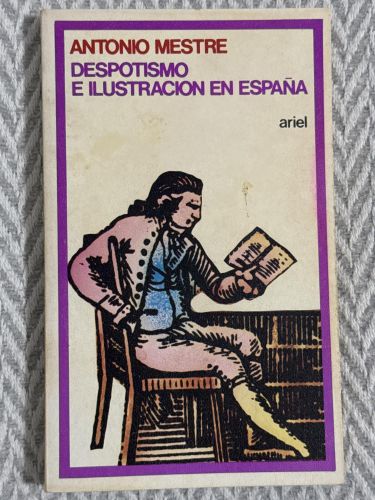 ANTONIO MESTRE
DESPOTISMO
E ILUSTRACION EN ESPAÑA
ariel